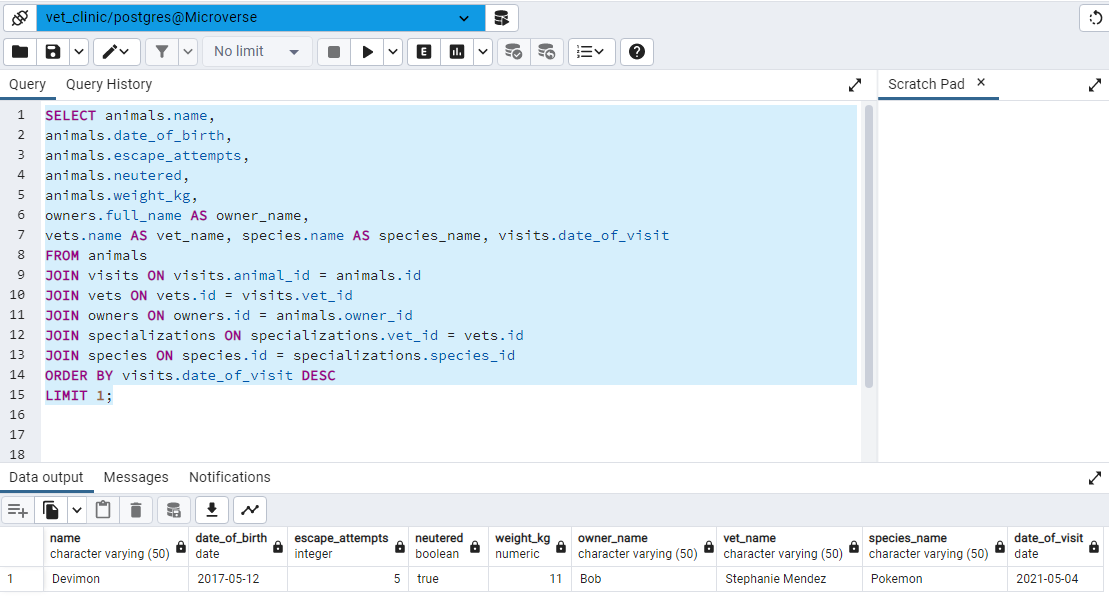 vet_clinic/postgres@Microverse
No limit
E
Query Query History
Scratch Pad ×
1 SELECT animals.name,
2 animals.date_of_birth,
3 animals.escape_attempts,
4 animals.neutered,
5 animals.weight_kg,
6 owners.full_name AS owner_name,
7 vets.name AS vet_name, species.name AS species_name, visits.date_of_visit
8 FROM animals
9 JOIN visits ON visits.animal_id = animals.id
10 JOIN vets ON vets.id = visits.vet_id
11 JOIN owners ON owners.id = animals.owner_id
12 JOIN specializations ON specializations.vet_id = vets.id
13 JOIN species ON species.id = specializations.species_id
14 ORDER BY visits.date_of_visit DESC
15 LIMIT 1;
16
17
18
Data output Messages Notifications
name date_of_birth escape_attempts neutered weight_kg owner_name vet_name species_name date_of_visit
character varying (50) date integer boolean numeric character varying (50) character varying (50) character varying (50) date
1 Devimon 2017-05-12 5 true 11 Bob Stephanie Mendez Pokemon 2021-05-04